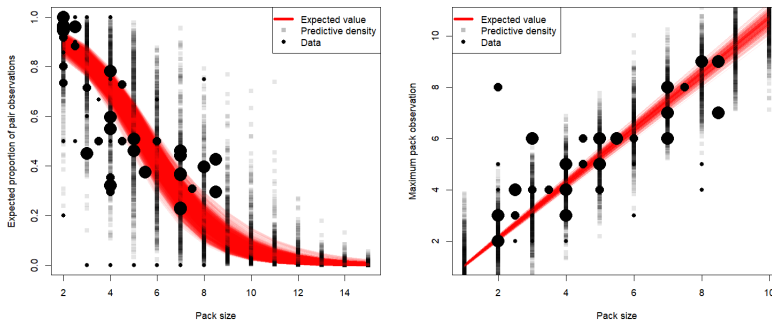 Expected value
Predictive density
Data
Expected proportion of pair observations
0.0
0.2
0.4
0.6
0.8
1.0
2
4
6
8
10
12
14
Pack size
Expected value
Predictive density
Data
Maximum pack observation
2
4
6
8
10
2
4
6
8
10
Pack size